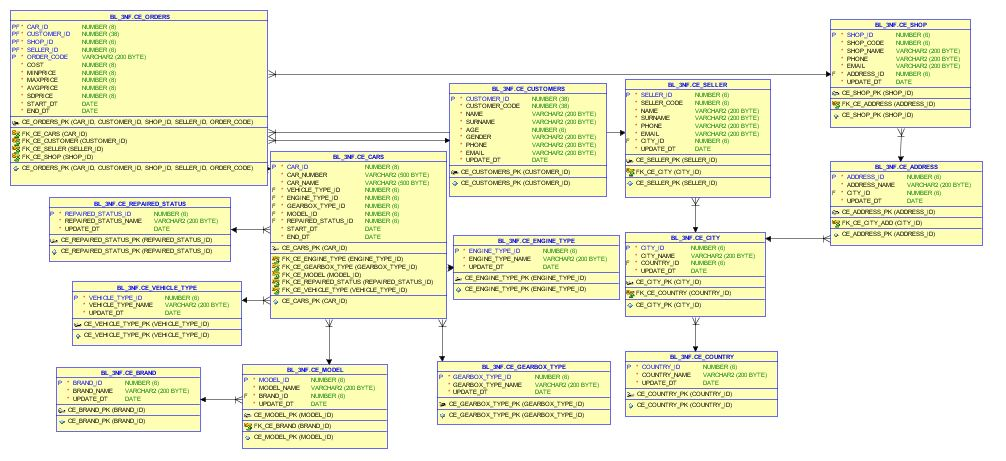 BL_3NF.CE_ORDERS
PF * CAR_ID NUMBER (8)
PF * CUSTOMER_ID NUMBER (38)
PF * SHOP_ID NUMBER (6)
PF * SELLER_ID NUMBER (6)
P * ORDER_CODE VARCHAR2 (200 BYTE)
* COST NUMBER (8)
* MINPRICE NUMBER (8)
* MAXPRICE NUMBER (8)
* AVGPRICE NUMBER (8)
* SDPRICE NUMBER (8)
* START_DT DATE
* END_DT DATE
CE_ORDERS_PK (CAR_ID, CUSTOMER_ID, SHOP_ID, SELLER_ID, ORDER_CODE)
FK_CE_CARS (CAR_ID)
FK_CE_CUSTOMER (CUSTOMER_ID)
FK_CE_SELLER (SELLER_ID)
FK_CE_SHOP (SHOP_ID)
CE_ORDERS_PK (CAR_ID, CUSTOMER_ID, SHOP_ID, SELLER_ID, ORDER_CODE)
BL_3NF.CE_SHOP
P * SHOP_ID NUMBER (6)
* SHOP_CODE NUMBER (6)
* SHOP_NAME VARCHAR2 (200 BYTE)
* PHONE VARCHAR2 (200 BYTE)
* EMAIL VARCHAR2 (200 BYTE)
F * ADDRESS_ID NUMBER (6)
* UPDATE_DT DATE
CE_SHOP_PK (SHOP_ID)
FK_CE_ADDRESS (ADDRESS_ID)
CE_SHOP_PK (SHOP_ID)
BL_3NF.CE_CUSTOMERS
P * CUSTOMER_ID NUMBER (38)
* CUSTOMER_CODE NUMBER (38)
* NAME VARCHAR2 (200 BYTE)
* SURNAME VARCHAR2 (200 BYTE)
* AGE NUMBER (6)
* GENDER VARCHAR2 (200 BYTE)
* PHONE VARCHAR2 (200 BYTE)
* EMAIL VARCHAR2 (200 BYTE)
* UPDATE_DT DATE
CE_CUSTOMERS_PK (CUSTOMER_ID)
CE_CUSTOMERS_PK (CUSTOMER_ID)
BL_3NF.CE_SELLER
P * SELLER_ID NUMBER (6)
* SELLER_CODE NUMBER (6)
* NAME VARCHAR2 (200 BYTE)
* SURNAME VARCHAR2 (200 BYTE)
* PHONE VARCHAR2 (200 BYTE)
* EMAIL VARCHAR2 (200 BYTE)
F * CITY_ID NUMBER (6)
* UPDATE_DT DATE
CE_SELLER_PK (SELLER_ID)
FK_CE_CITY (CITY_ID)
CE_SELLER_PK (SELLER_ID)
BL_3NF.CE_CARS
P * CAR_ID NUMBER (8)
* CAR_NUMBER VARCHAR2 (500 BYTE)
* CAR_NAME VARCHAR2 (500 BYTE)
F * VEHICLE_TYPE_ID NUMBER (6)
F * ENGINE_TYPE_ID NUMBER (6)
F * GEARBOX_TYPE_ID NUMBER (6)
F * MODEL_ID NUMBER (6)
F * REPAIRED_STATUS_ID NUMBER (6)
* START_DT DATE
* END_DT DATE
CE_CARS_PK (CAR_ID)
FK_CE_ENGINE_TYPE (ENGINE_TYPE_ID)
FK_CE_GEARBOX_TYPE (GEARBOX_TYPE_ID)
FK_CE_MODEL (MODEL_ID)
FK_CE_REPAIRED_STATUS (REPAIRED_STATUS_ID)
FK_CE_VEHICLE_TYPE (VEHICLE_TYPE_ID)
CE_CARS_PK (CAR_ID)
BL_3NF.CE_ADDRESS
P * ADDRESS_ID NUMBER (6)
* ADDRESS_NAME VARCHAR2 (200 BYTE)
F * CITY_ID NUMBER (6)
* UPDATE_DT DATE
CE_ADDRESS_PK (ADDRESS_ID)
FK_CE_CITY_ADD (CITY_ID)
CE_ADDRESS_PK (ADDRESS_ID)
BL_3NF.CE_REPAIRED_STATUS
P * REPAIRED_STATUS_ID NUMBER (6)
* REPAIRED_STATUS_NAME VARCHAR2 (200 BYTE)
* UPDATE_DT DATE
CE_REPAIRED_STATUS_PK (REPAIRED_STATUS_ID)
CE_REPAIRED_STATUS_PK (REPAIRED_STATUS_ID)
BL_3NF.CE_ENGINE_TYPE
P * ENGINE_TYPE_ID NUMBER (6)
* ENGINE_TYPE_NAME VARCHAR2 (200 BYTE)
* UPDATE_DT DATE
CE_ENGINE_TYPE_PK (ENGINE_TYPE_ID)
CE_ENGINE_TYPE_PK (ENGINE_TYPE_ID)
BL_3NF.CE_CITY
P * CITY_ID NUMBER (6)
* CITY_NAME VARCHAR2 (200 BYTE)
F * COUNTRY_ID NUMBER (6)
* UPDATE_DT DATE
CE_CITY_PK (CITY_ID)
FK_CE_COUNTRY (COUNTRY_ID)
CE_CITY_PK (CITY_ID)
BL_3NF.CE_VEHICLE_TYPE
P * VEHICLE_TYPE_ID NUMBER (6)
* VEHICLE_TYPE_NAME VARCHAR2 (200 BYTE)
* UPDATE_DT DATE
CE_VEHICLE_TYPE_PK (VEHICLE_TYPE_ID)
CE_VEHICLE_TYPE_PK (VEHICLE_TYPE_ID)
BL_3NF.CE_BRAND
P * BRAND_ID NUMBER (6)
* BRAND_NAME VARCHAR2 (200 BYTE)
* UPDATE_DT DATE
CE_BRAND_PK (BRAND_ID)
CE_BRAND_PK (BRAND_ID)
BL_3NF.CE_MODEL
P * MODEL_ID NUMBER (6)
* MODEL_NAME VARCHAR2 (200 BYTE)
F * BRAND_ID NUMBER (6)
* UPDATE_DT DATE
CE_MODEL_PK (MODEL_ID)
FK_CE_BRAND (BRAND_ID)
CE_MODEL_PK (MODEL_ID)
BL_3NF.CE_GEARBOX_TYPE
P * GEARBOX_TYPE_ID NUMBER (6)
* GEARBOX_TYPE_NAME VARCHAR2 (200 BYTE)
* UPDATE_DT DATE
CE_GEARBOX_TYPE_PK (GEARBOX_TYPE_ID)
CE_GEARBOX_TYPE_PK (GEARBOX_TYPE_ID)
BL_3NF.CE_COUNTRY
P * COUNTRY_ID NUMBER (6)
* COUNTRY_NAME VARCHAR2 (200 BYTE)
* UPDATE_DT DATE
CE_COUNTRY_PK (COUNTRY_ID)
CE_COUNTRY_PK (COUNTRY_ID)